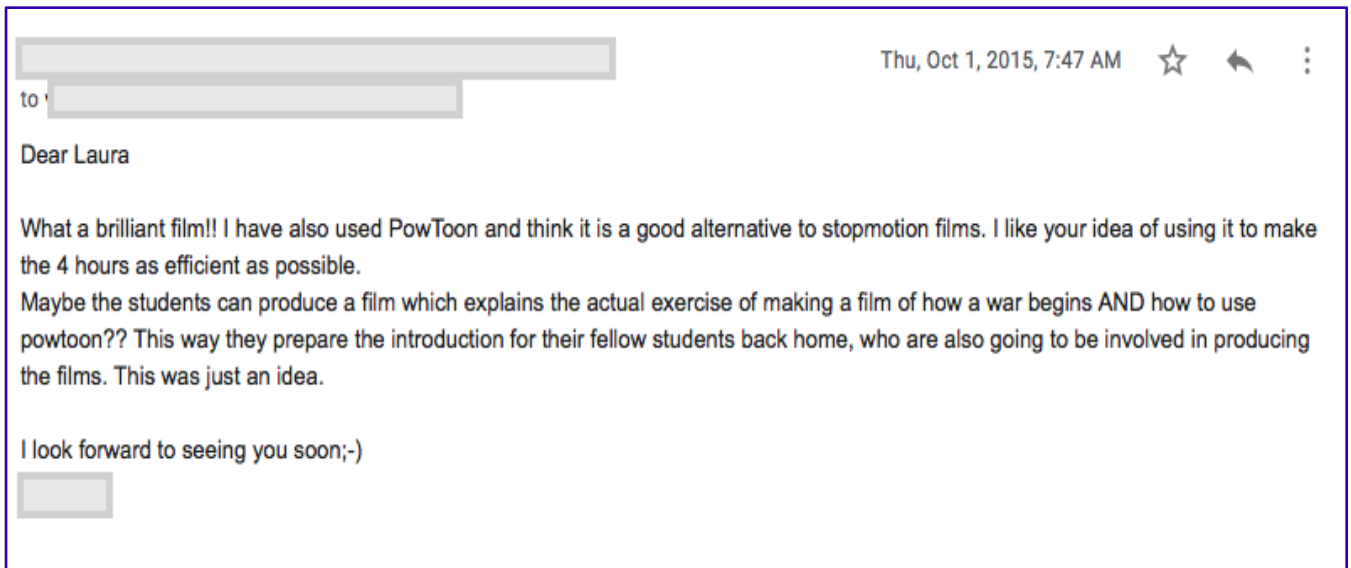 Thu, Oct 1, 2015, 7:47 AM
to
Dear Laura
What a brilliant film!! I have also used PowToon and think it is a good alternative to stopmotion films. I like your idea of using it to make
the 4 hours as efficient as possible.
Maybe the students can produce a film which explains the actual exercise of making a film of how a war begins AND how to use
powtoon?? This way they prepare the introduction for their fellow students back home, who are also going to be involved in producing
the films. This was just an idea.
I look forward to seeing you soon;-)